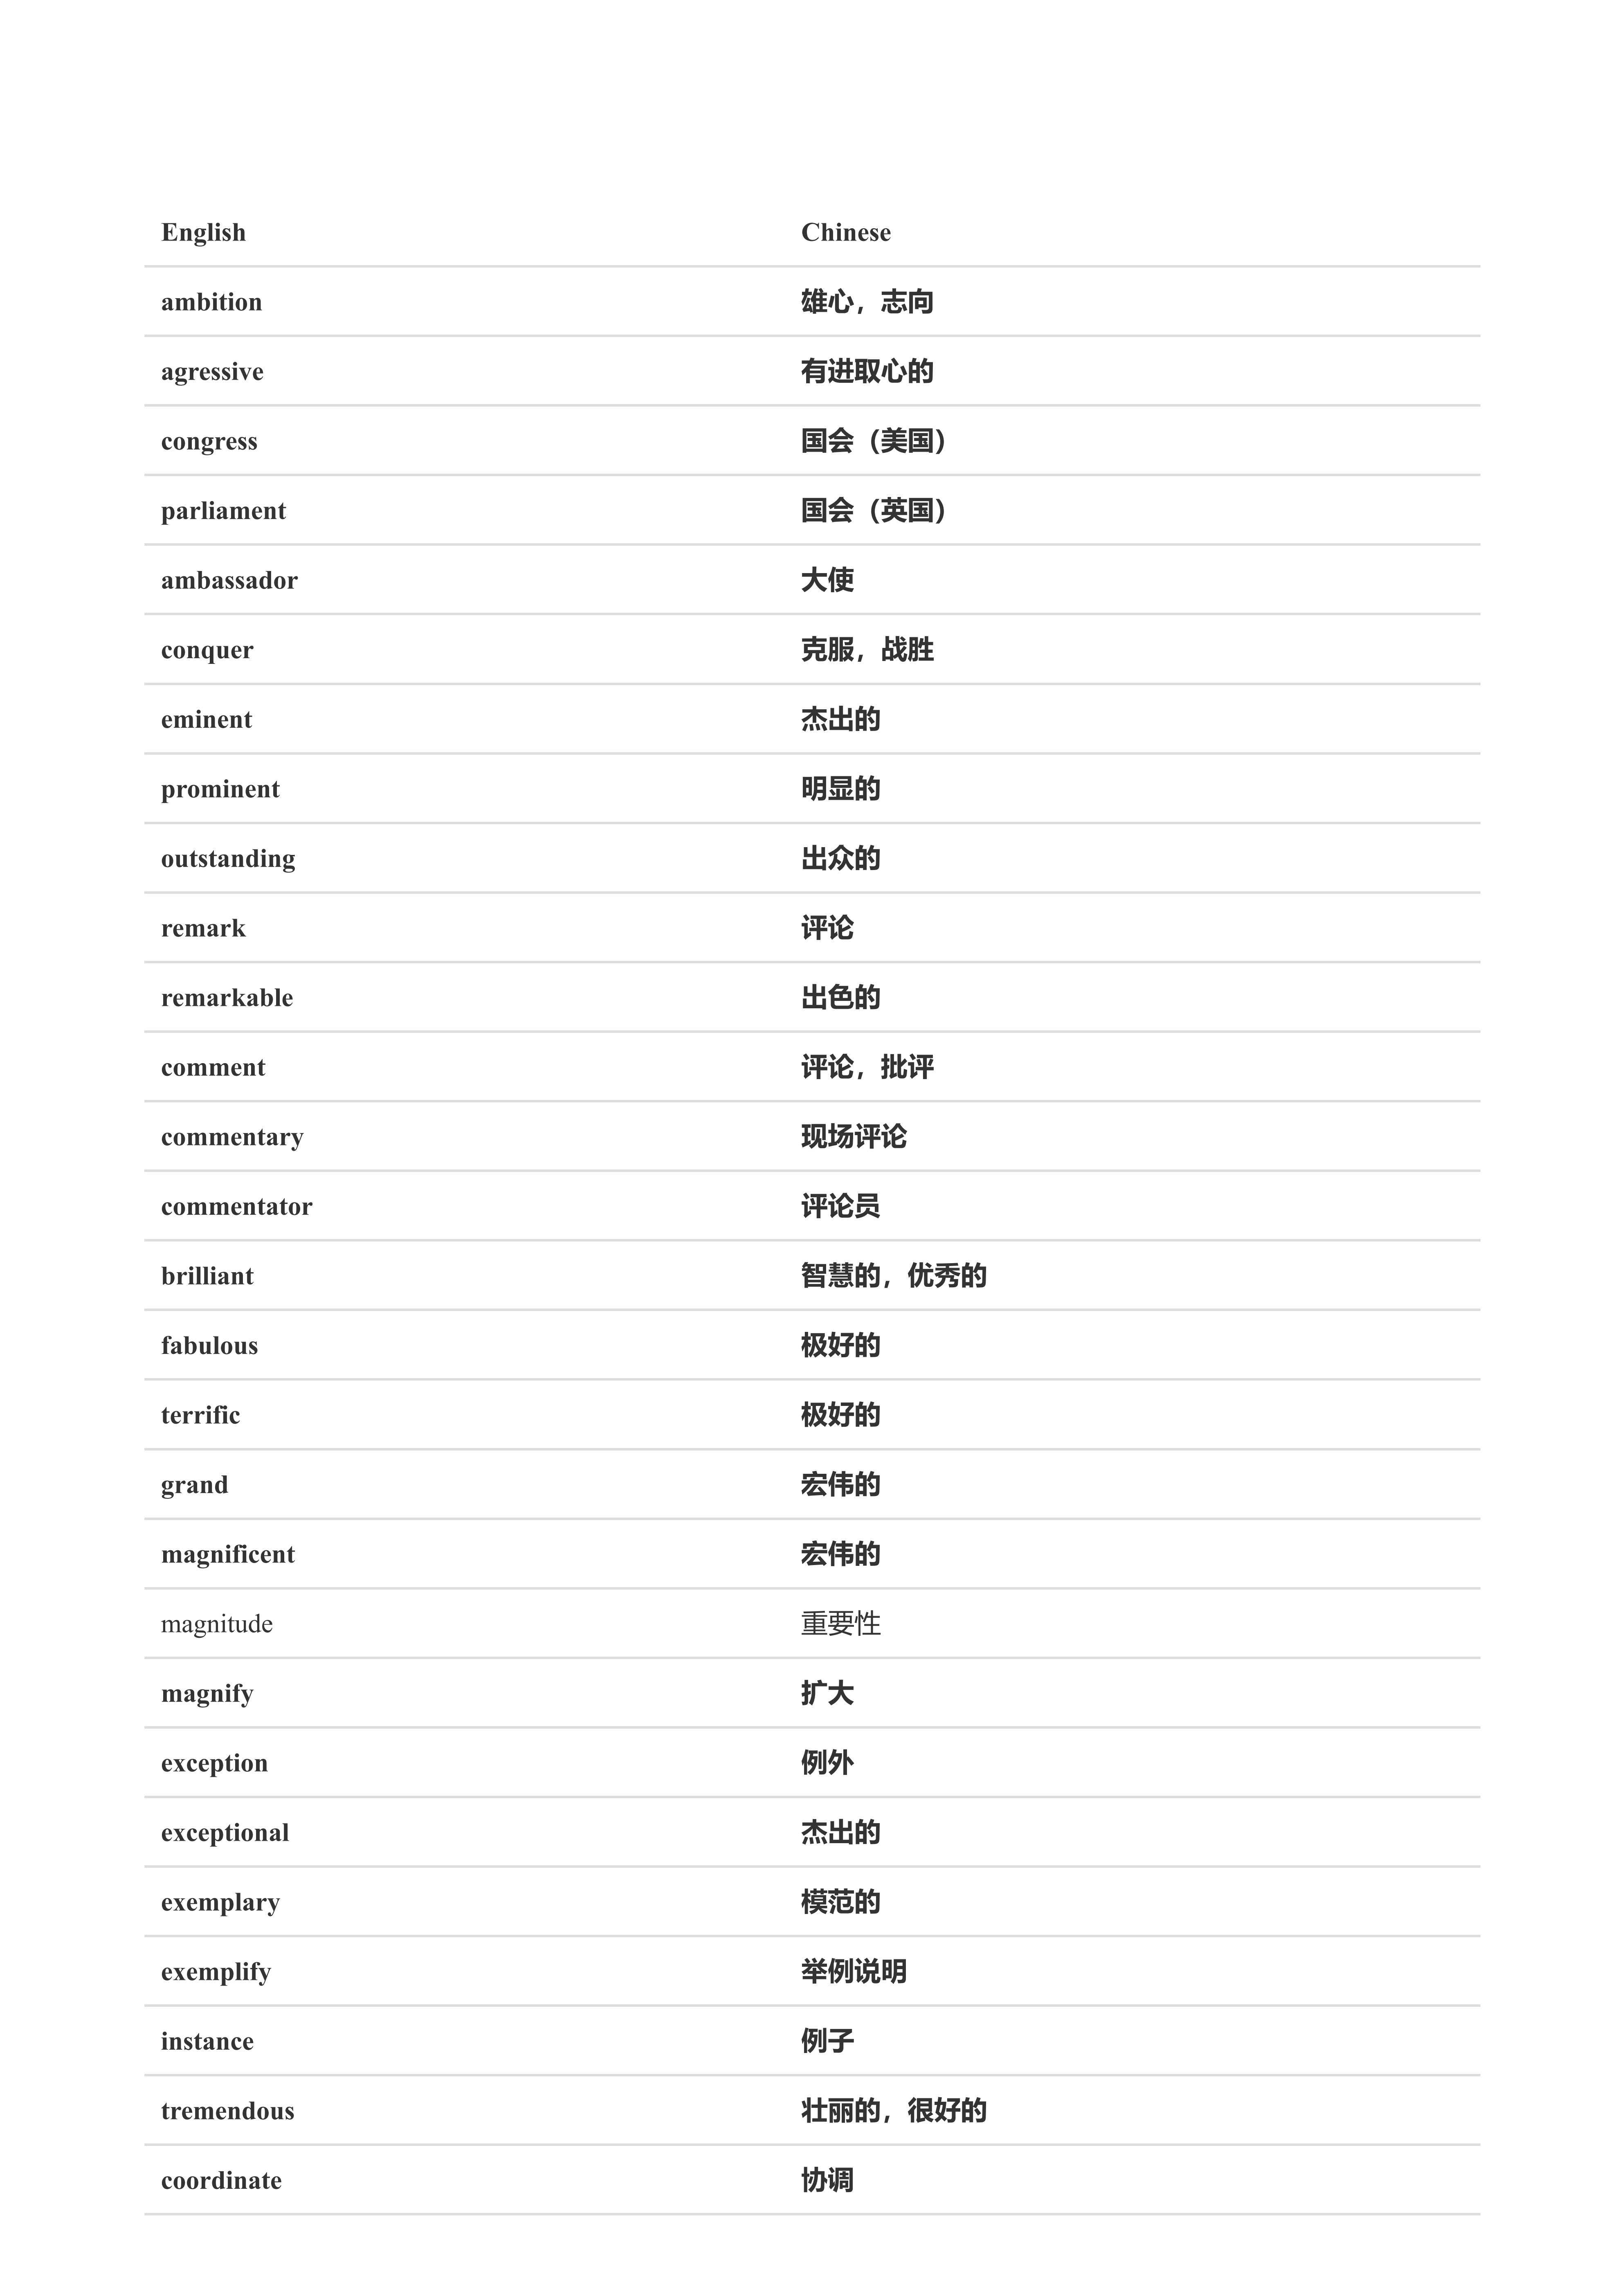 English Chinese
ambition 雄心，志向
agressive 有进取心的
congress 国会（美国）
parliament 国会（英国）
ambassador 大使
conquer 克服，战胜
eminent 杰出的
prominent 明显的
outstanding 出众的
remark 评论
remarkable 出色的
comment 评论，批评
commentary 现场评论
commentator 评论员
brilliant 智慧的，优秀的
fabulous 极好的
terrific 极好的
grand 宏伟的
magnificent 宏伟的
magnitude 重要性
magnify 扩大
exception 例外
exceptional 杰出的
exemplary 模范的
exemplify 举例说明
instance 例子
tremendous 壮丽的，很好的
coordinate 协调